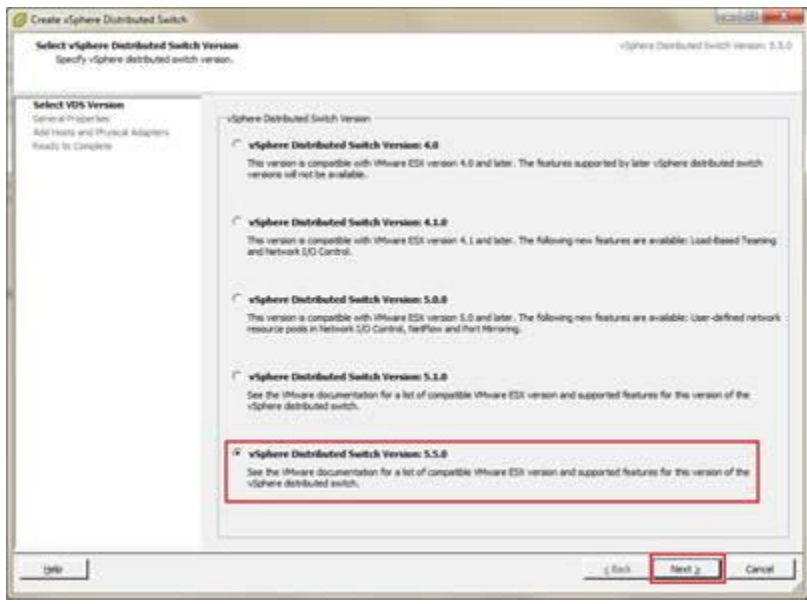 Create vSphere Distributed Switch
Select vSphere Distributed Switch Version
Specify vSphere distributed switch version.
vSphere Distributed Switch Version: 5.5.0
Select VDS Version
General Properties
Add Hosts and Physical Adapters
Ready to Complete
vSphere Distributed Switch Version
vSphere Distributed Switch Version: 4.0
This version is compatible with VMware ESX version 4.0 and later. The features supported by later vSphere distributed switch
versions will not be available.
vSphere Distributed Switch Version: 4.1.0
This version is compatible with VMware ESX version 4.1 and later. The following new features are available: Load-Based Teaming
and Network I/O Control.
vSphere Distributed Switch Version: 5.0.0
This version is compatible with VMware ESX version 5.0 and later. The following new features are available: User-defined network
resource pools in Network I/O Control, NetFlow and Port Mirroring.
vSphere Distributed Switch Version: 5.1.0
See the VMware documentation for a list of compatible VMware ESX version and supported features for this version of the
vSphere distributed switch.
vSphere Distributed Switch Version: 5.5.0
See the VMware documentation for a list of compatible VMware ESX version and supported features for this version of the
vSphere distributed switch.
Help
< Back
Next >
Cancel